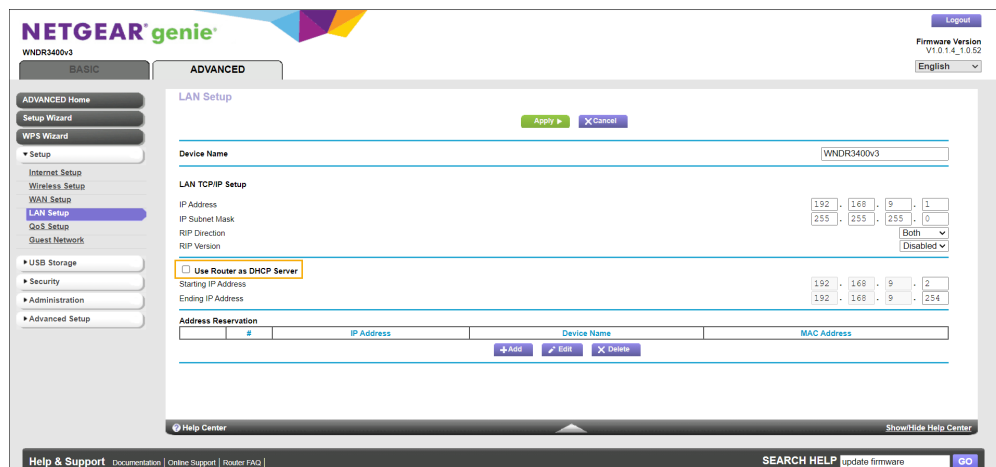 NETGEAR® genie®
Logout
WNDR3400v3
Firmware Version
V1.0.1.4_1.0.52
BASIC
ADVANCED
English
ADVANCED Home
Setup Wizard
WPS Wizard
Setup
Internet Setup
Wireless Setup
WAN Setup
LAN Setup
QoS Setup
Guest Network
USB Storage
Security
Administration
Advanced Setup
LAN Setup
Apply
Cancel
Device Name WNDR3400v3
LAN TCP/IP Setup
IP Address 192 . 168 . 9 . 1
IP Subnet Mask 255 . 255 . 255 . 0
RIP Direction Both
RIP Version Disabled
Use Router as DHCP Server
Starting IP Address 192 . 168 . 9 . 2
Ending IP Address 192 . 168 . 9 . 254
Address Reservation
# IP Address Device Name MAC Address
Add Edit Delete
Help Center Show/Hide Help Center
Help & Support Documentation | Online Support | Router FAQ |
SEARCH HELP update firmware GO